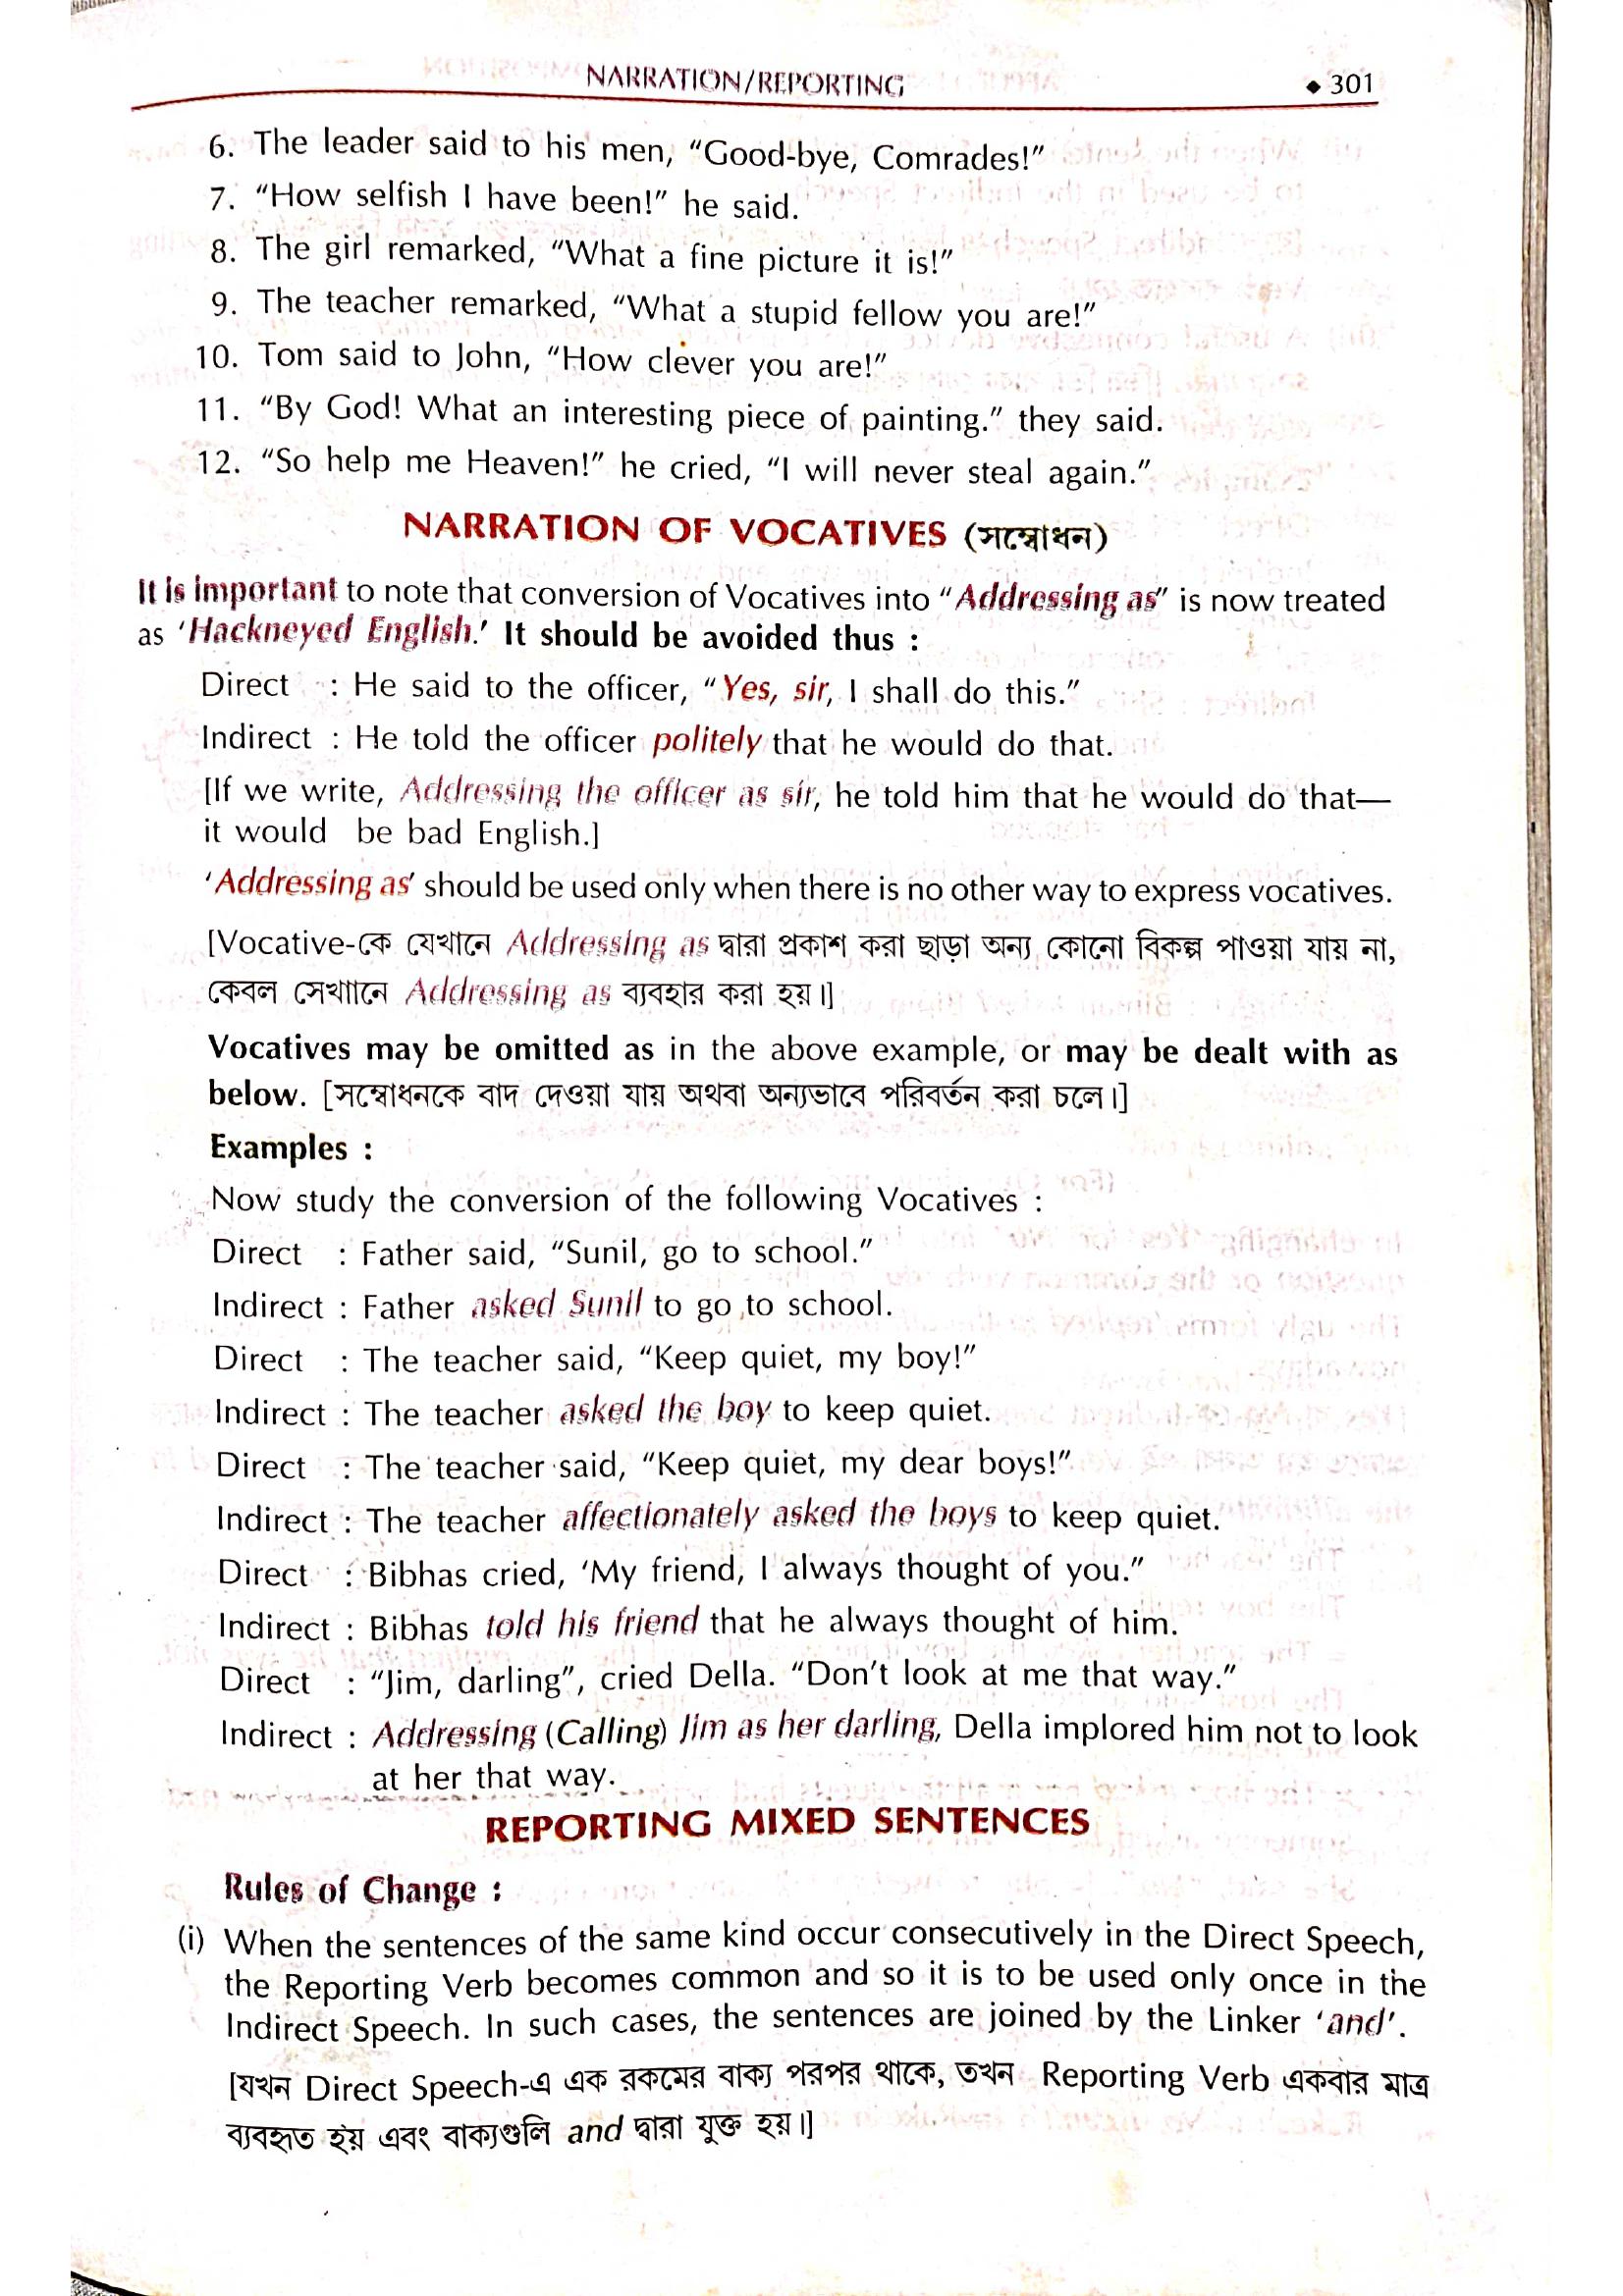 NARRATION/REPORTING ◆ 301
6. The leader said to his men, “Good-bye, Comrades!”
7. “How selfish I have been!” he said.
8. The girl remarked, “What a fine picture it is!”
9. The teacher remarked, “What a stupid fellow you are!”
10. Tom said to John, “How clever you are!”
11. “By God! What an interesting piece of painting.” they said.
12. “So help me Heaven!” he cried, “I will never steal again.”
NARRATION OF VOCATIVES (সম্বোধন)
It is important to note that conversion of Vocatives into “Addressing as” is now treated
as ‘Hackneyed English.’ It should be avoided thus :
Direct : He said to the officer, “Yes, sir, I shall do this.”
Indirect : He told the officer politely that he would do that.
[If we write, Addressing the officer as sir, he told him that he would do that—
it would be bad English.]
‘Addressing as’ should be used only when there is no other way to express vocatives.
[Vocative-কে যেখানে Addressing as দ্বারা প্রকাশ করা ছাড়া অন্য কোনো বিকল্প পাওয়া যায় না,
কেবল সেখাানে Addressing as ব্যবহার করা হয়।]
Vocatives may be omitted as in the above example, or may be dealt with as
below. [সম্বোধনকে বাদ দেওয়া যায় অথবা অন্যভাবে পরিবর্তন করা চলে।]
Examples :
Now study the conversion of the following Vocatives :
Direct : Father said, “Sunil, go to school.”
Indirect : Father asked Sunil to go to school.
Direct : The teacher said, “Keep quiet, my boy!”
Indirect : The teacher asked the boy to keep quiet.
Direct : The teacher said, “Keep quiet, my dear boys!”
Indirect : The teacher affectionately asked the boys to keep quiet.
Direct : Bibhas cried, ‘My friend, I always thought of you.”
Indirect : Bibhas told his friend that he always thought of him.
Direct : “Jim, darling”, cried Della. “Don’t look at me that way.”
Indirect : Addressing (Calling) Jim as her darling, Della implored him not to look
at her that way.
REPORTING MIXED SENTENCES
Rules of Change :
(i) When the sentences of the same kind occur consecutively in the Direct Speech,
the Reporting Verb becomes common and so it is to be used only once in the
Indirect Speech. In such cases, the sentences are joined by the Linker ‘and’.
[যখন Direct Speech-এ এক রকমের বাক্য পরপর থাকে, তখন Reporting Verb একবার মাত্র
ব্যবহৃত হয় এবং বাক্যগুলি and দ্বারা যুক্ত হয়।]